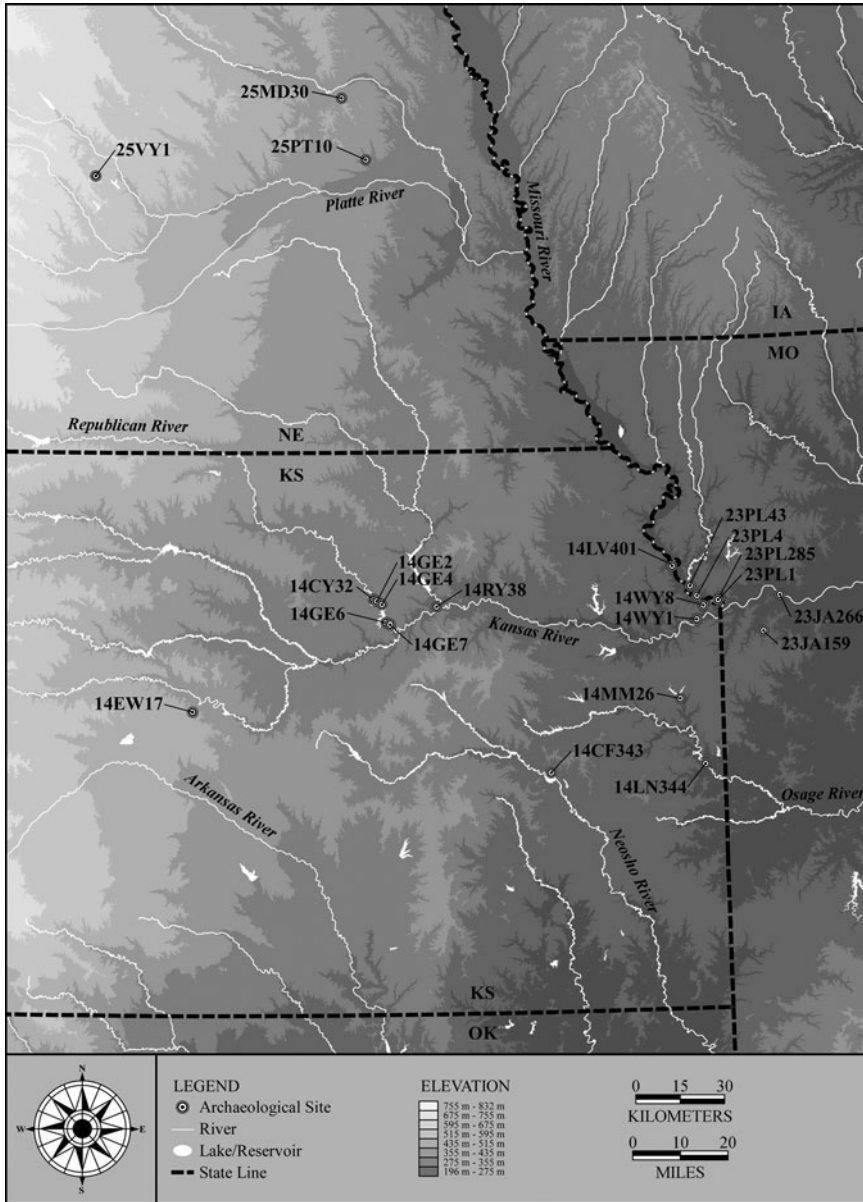 25MD30
25VY1
25PT10
Platte River
Missouri River
IA
MO
Republican River
NE
KS
23PL43
23PL4
23PL285
23PL1
14LV401
14GE2
14GE4
14CY32
14RY38
14WY8
14WY1
14GE6
14GE7
Kansas River
23JA266
23JA159
14EW17
14MM26
14CF343
14LN344
Osage River
Arkansas River
Neosho River
KS
OK
N
W
E
S
LEGEND
Archaeological Site
River
Lake/Reservoir
State Line
ELEVATION
755 m - 832 m
675 m - 755 m
595 m - 675 m
515 m - 595 m
435 m - 515 m
355 m - 435 m
275 m - 355 m
196 m - 275 m
0 15 30
KILOMETERS
0 10 20
MILES